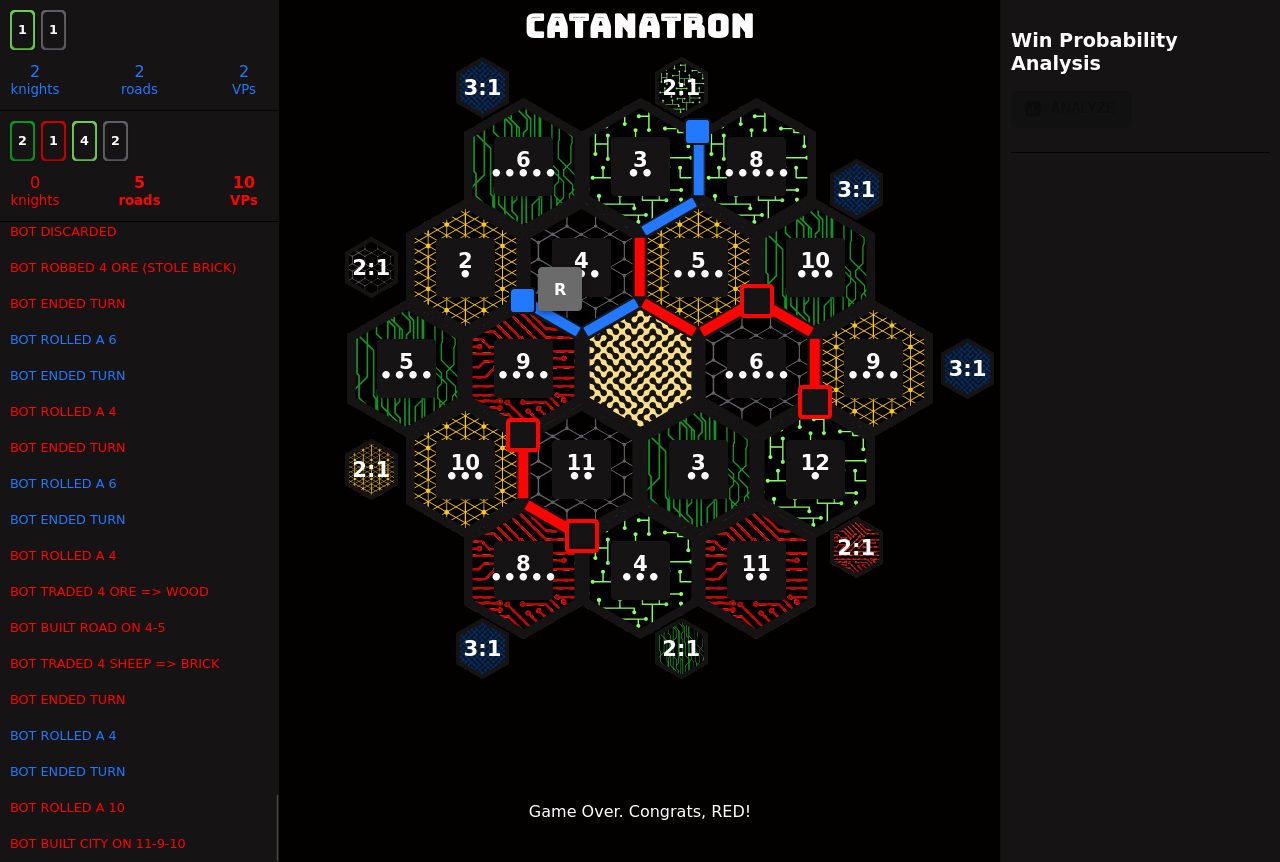 1 1
2 2 2
knights roads VPs
2 1 4 2
0 5 10
knights roads VPs
BOT DISCARDED
BOT ROBBED 4 ORE (STOLE BRICK)
BOT ENDED TURN
BOT ROLLED A 6
BOT ENDED TURN
BOT ROLLED A 4
BOT ENDED TURN
BOT ROLLED A 6
BOT ENDED TURN
BOT ROLLED A 4
BOT TRADED 4 ORE => WOOD
BOT BUILT ROAD ON 4-5
BOT TRADED 4 SHEEP => BRICK
BOT ENDED TURN
BOT ROLLED A 4
BOT ENDED TURN
BOT ROLLED A 10
BOT BUILT CITY ON 11-9-10
CATANATRON
3:1 2:1
6 3 8
3:1
2:1 2 4 5 10
R
5 9 6 9 3:1
2:1 10 11 3 12
2:1
8 4 11
3:1 2:1
Game Over. Congrats, RED!
Win Probability
Analysis
ANALYZE